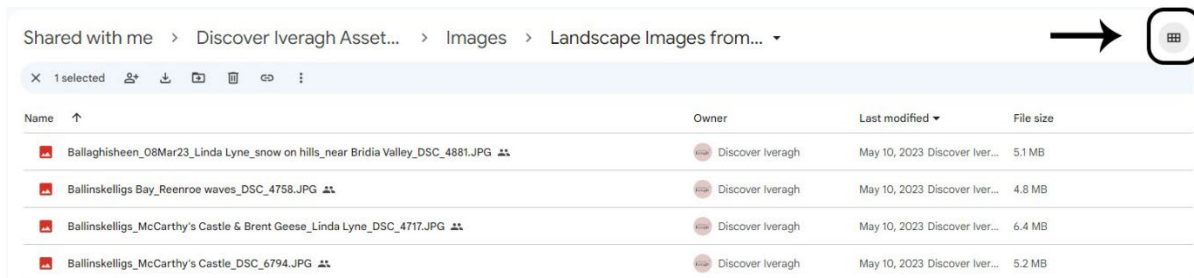 Shared with me > Discover Iveragh Asset... > Images > Landscape Images from...
1 selected
Name Owner Last modified File size
Ballaghisheen_08Mar23_Linda Lyne_snow on hills_near Bridia Valley_DSC_4881.JPG Discover Iveragh May 10, 2023 Discover Iver... 5.1 MB
Ballinskelligs Bay_Reenroe waves_DSC_4758.JPG Discover Iveragh May 10, 2023 Discover Iver... 4.8 MB
Ballinskelligs_McCarthy's Castle & Brent Geese_Linda Lyne_DSC_4717.JPG Discover Iveragh May 10, 2023 Discover Iver... 6.4 MB
Ballinskelligs_McCarthy's Castle_DSC_6794.JPG Discover Iveragh May 10, 2023 Discover Iver... 5.2 MB